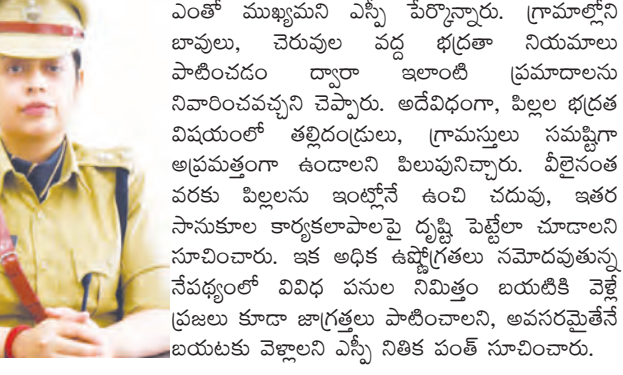 ఎంతో ముఖ్యమని ఎస్పీ పేర్కొన్నారు. గ్రామాల్లోని
బావులు, చెరువుల వద్ద భద్రతా నియమాలు
పాటించడం ద్వారా ఇలాంటి ప్రమాదాలను
నివారించవచ్చని చెప్పారు. అదేవిధంగా, పిల్లల భద్రత
విషయంలో తల్లిదండ్రులు, గ్రామస్తులు సమష్టిగా
అప్రమత్తంగా ఉండాలని పిలుపునిచ్చారు. వీలైనంత
వరకు పిల్లలను ఇంట్లోనే ఉంచి చదువు, ఇతర
సానుకూల కార్యకలాపాలపై దృష్టి పెట్టేలా చూడాలని
సూచించారు. ఇక అధిక ఉష్ణోగ్రతలు నమోదవుతున్న
నేపథ్యంలో వివిధ పనుల నిమిత్తం బయటికి వెళ్లే
ప్రజలు కూడా జాగ్రత్తలు పాటించాలని, అవసరమైతేనే
బయటకు వెళ్లాలని ఎస్పీ నితిక పంత్ సూచించారు.